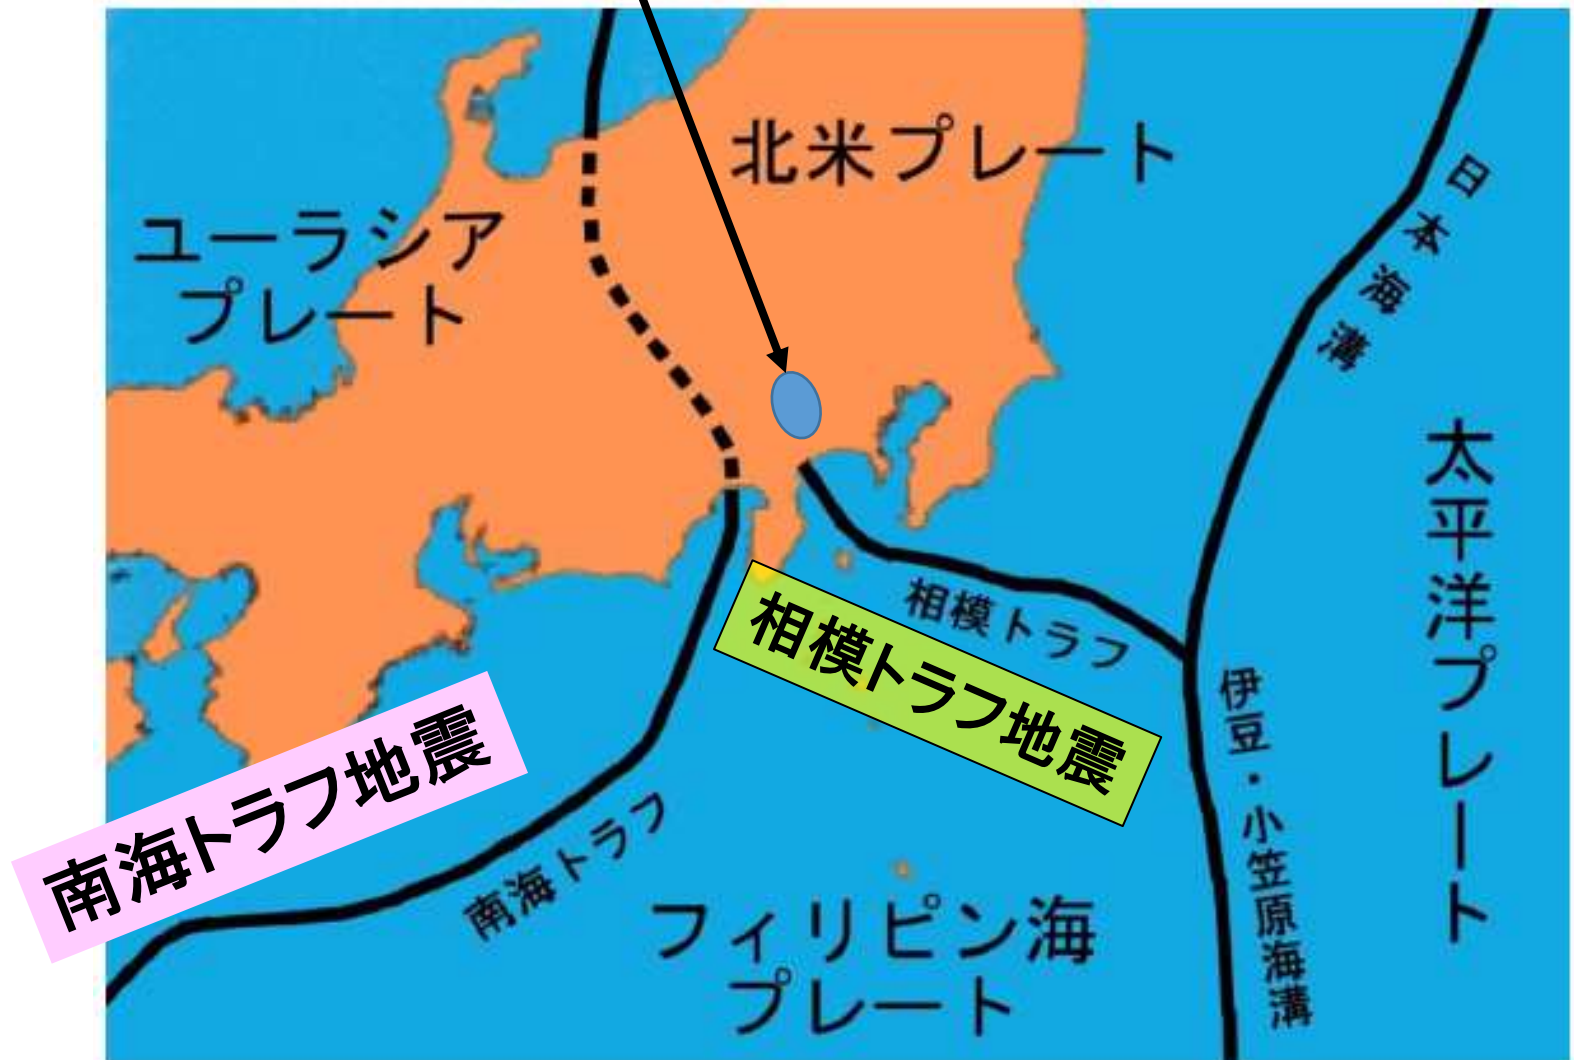 北米プレート
ユーラシア
プレート
日本海溝
太平洋プレート
相模トラフ
相模トラフ地震
伊豆・小笠原海溝
南海トラフ地震
南海トラフ
フィリピン海
プレート